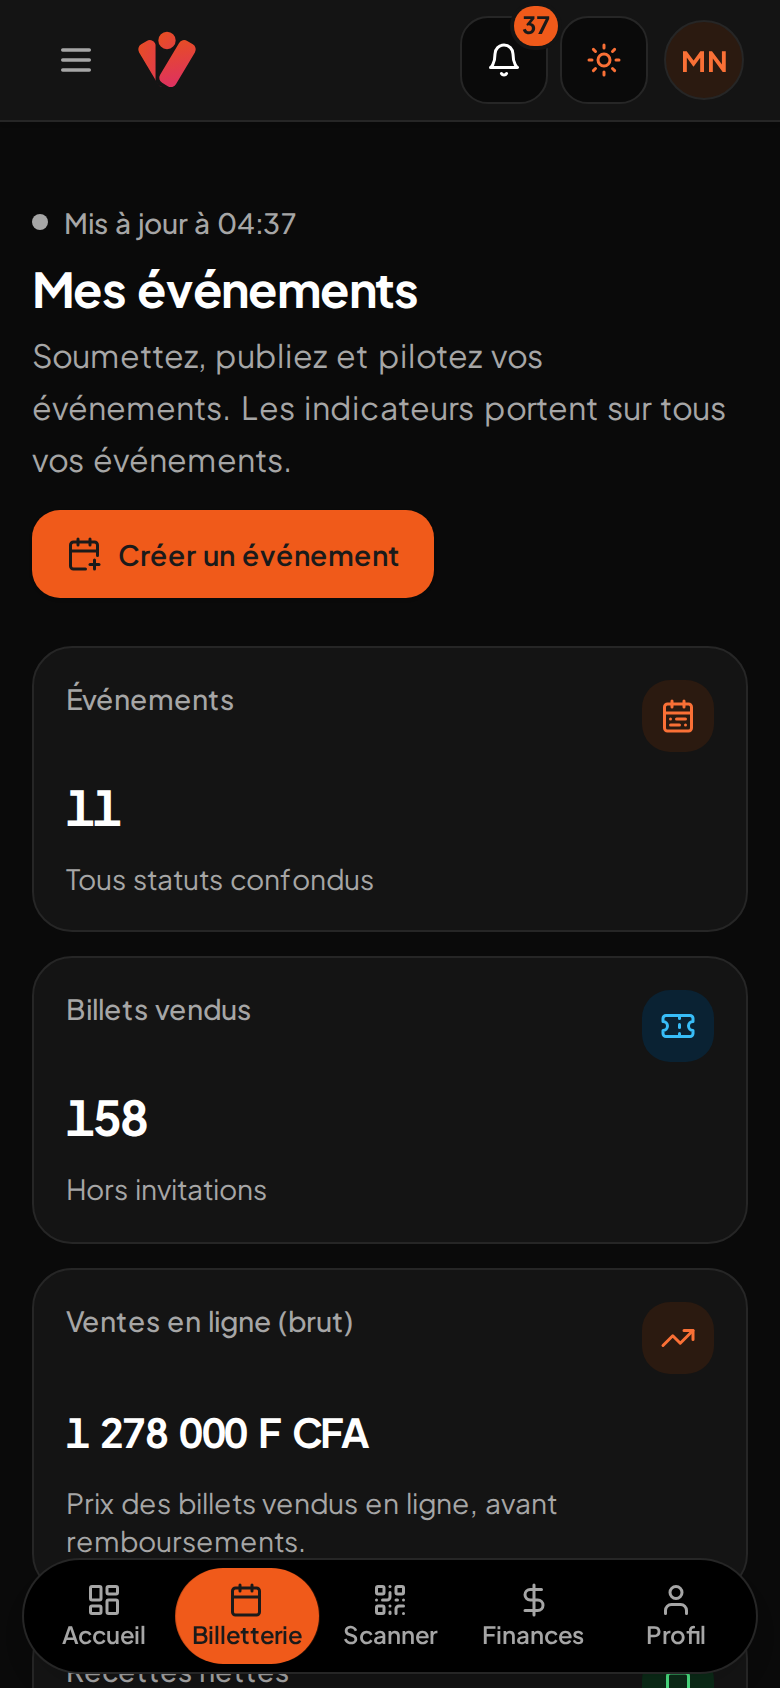 37
MN
Mis à jour à 04:37
Mes événements
Soumettez, publiez et pilotez vos
événements. Les indicateurs portent sur tous
vos événements.
Créer un événement
Événements
11
Tous statuts confondus
Billets vendus
158
Hors invitations
Ventes en ligne (brut)
1 278 000 F CFA
Prix des billets vendus en ligne, avant
remboursements.
Accueil
Billetterie
Scanner
Finances
Profil
Recettes nettes